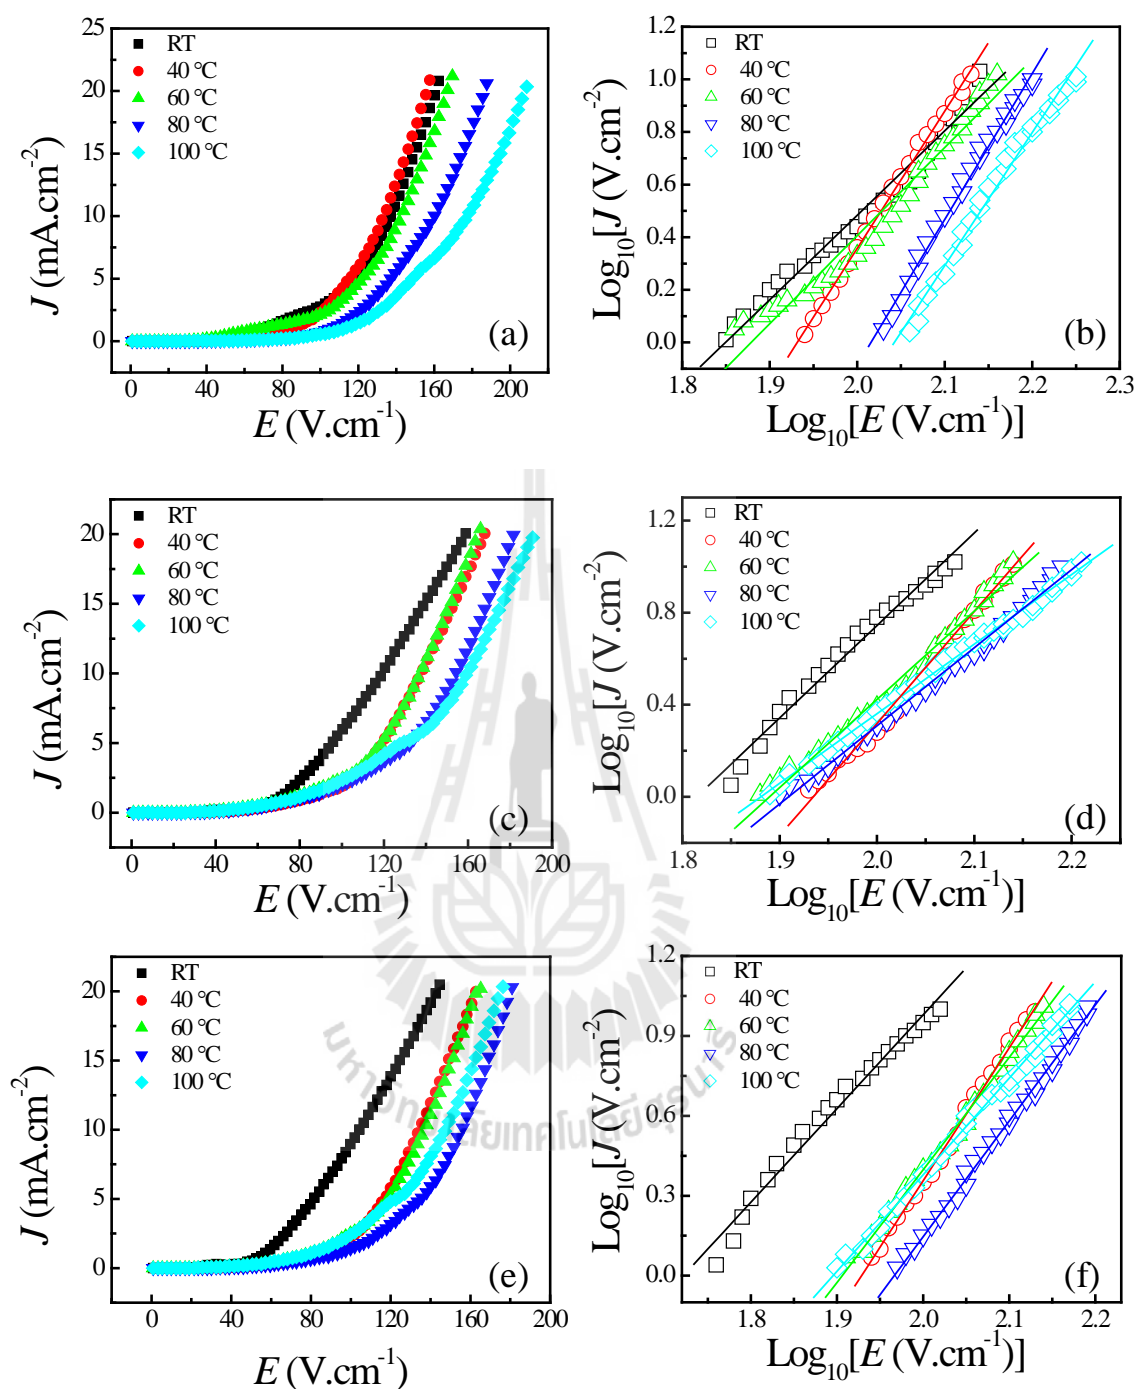 25
20
15
10
5
0
J (mA.cm-2)
RT
40 °C
60 °C
80 °C
100 °C
(a)
0 40 80 120 160 200
E (V.cm-1)
1.2
1.0
0.8
0.6
0.4
0.2
0.0
Log10[J (V.cm-2)
RT
40 °C
60 °C
80 °C
100 °C
(b)
1.8 1.9 2.0 2.1 2.2 2.3
Log10[E (V.cm-1)]
20
15
10
5
0
J (mA.cm-2)
RT
40 °C
60 °C
80 °C
100 °C
(c)
0 40 80 120 160 200
E (V.cm-1)
1.2
0.8
0.4
0.0
Log10[J (V.cm-2)
RT
40 °C
60 °C
80 °C
100 °C
(d)
1.8 1.9 2.0 2.1 2.2
Log10[E (V.cm-1)]
20
15
10
5
0
J (mA.cm-2)
RT
40 °C
60 °C
80 °C
100 °C
(e)
0 40 80 120 160 200
E (V.cm-1)
1.2
0.9
0.6
0.3
0.0
Log10[J (V.cm-2)
RT
40 °C
60 °C
80 °C
100 °C
(f)
1.8 1.9 2.0 2.1 2.2
Log10[E (V.cm-1)]